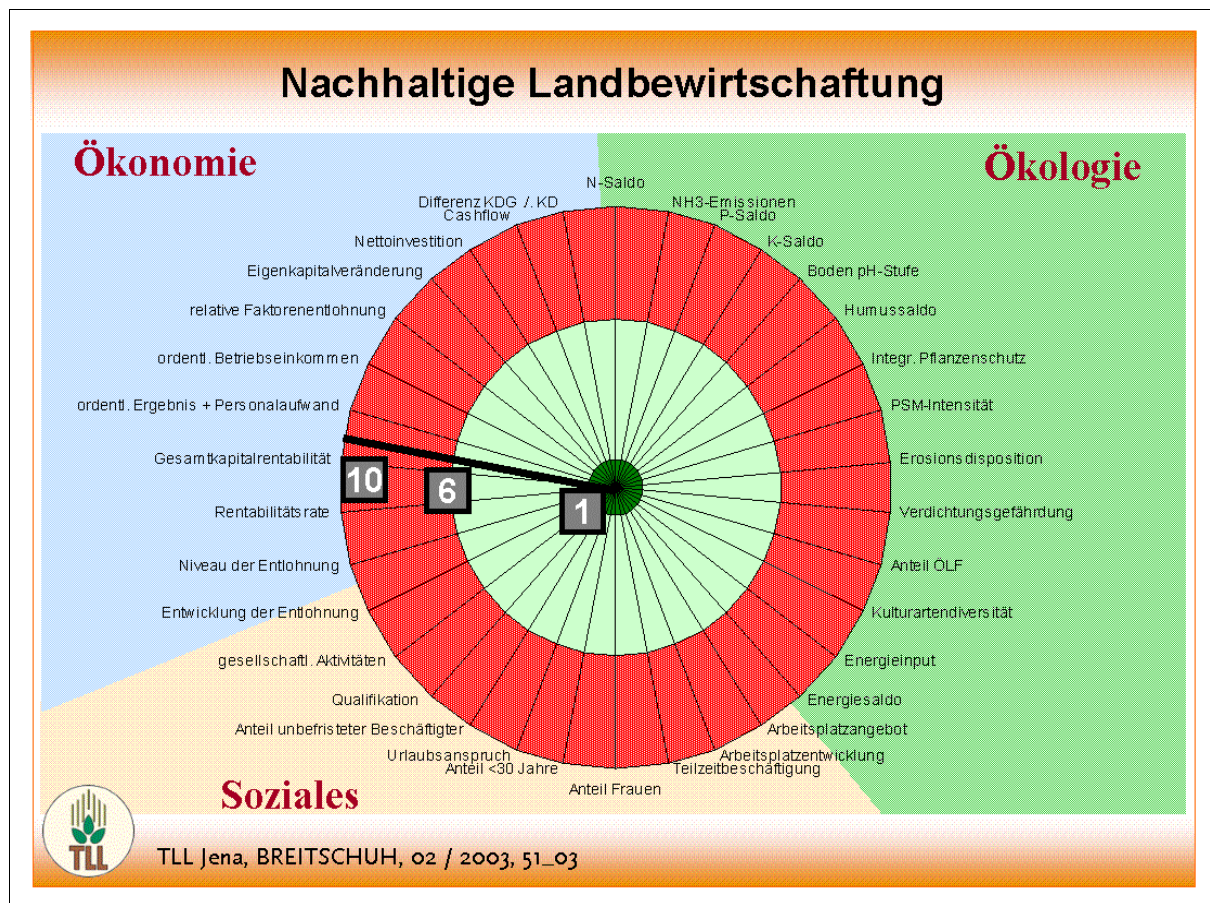 Nachhaltige Landbewirtschaftung
Ökonomie
Ökologie
N-Saldo
NH3-Emissionen
P-Saldo
K-Saldo
Boden pH-Stufe
Humussaldo
Integr. Pflanzenschutz
PSM-Intensität
Erosionsdisposition
Verdichtungsgefährdung
Anteil ÖLF
Kulturartendiversität
Energieinput
Energiesaldo
Arbeitsplatzangebot
Arbeitsplatzentwicklung
Teilzeitbeschäftigung
Anteil Frauen
Anteil <30 Jahre
Urlaubsanspruch
Anteil unbefristeter Beschäftigter
Qualifikation
gesellschaftl. Aktivitäten
Entwicklung der Entlohnung
Niveau der Entlohnung
Rentabilitätsrate
Gesamtkapitalrentabilität
ordentl. Ergebnis + Personalaufwand
ordentl. Betriebseinkommen
relative Faktorenentlohnung
Eigenkapitalveränderung
Nettoinvestition
Cashflow
Differenz KDG ./. KD
10
6
1
Soziales
TLL
TLL Jena, BREITSCHUH, 02 / 2003, 51_03